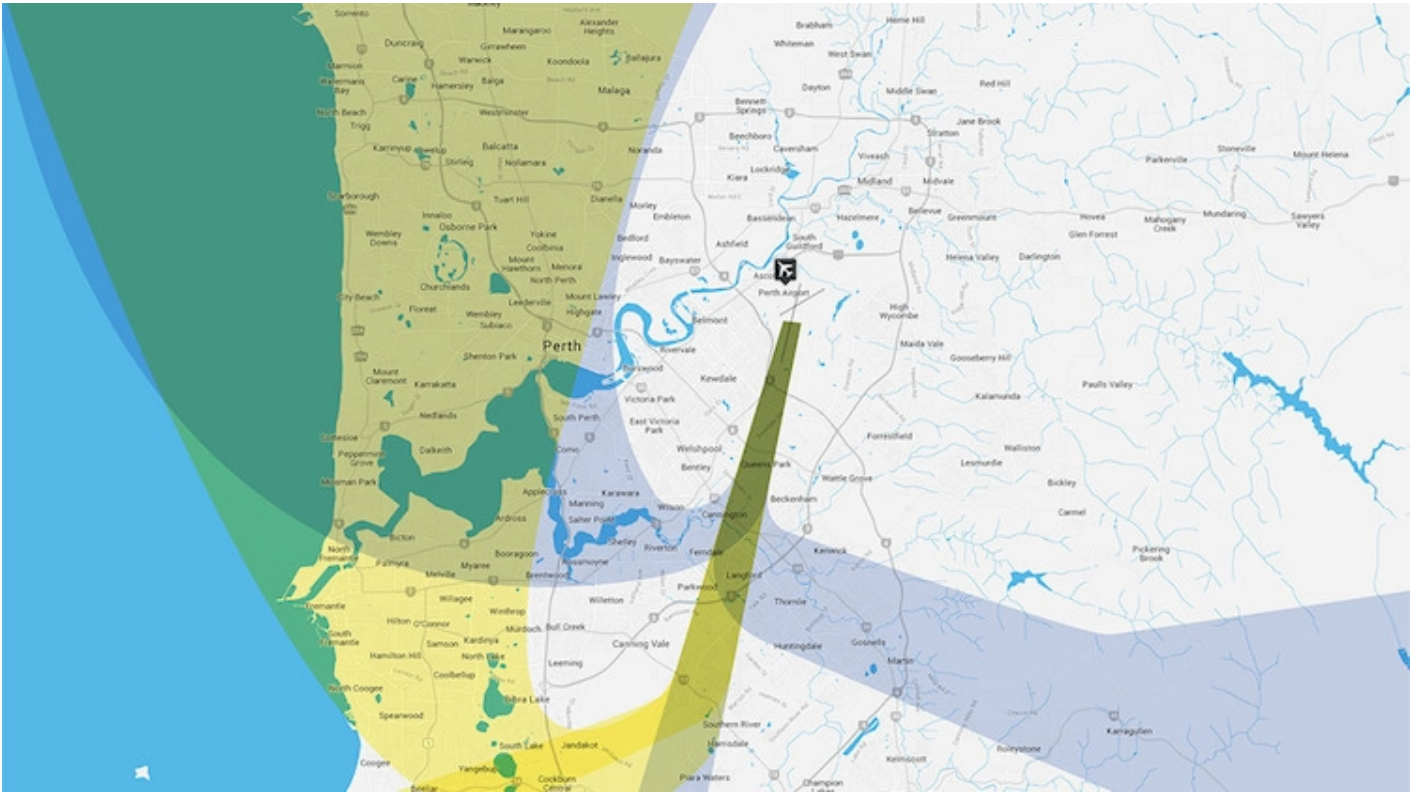 Sorrento
Alexander
Heights
Brabham
Herne Hill
Marangaroo
Duncraig
Girrawheen
Whiteman
West Swan
Warwick
Koondoola
Ballajura
Marmion
Watermans
Bay
Carine
Hamersley
Balga
Malaga
Dayton
Middle Swan
Red Hill
Bennett
Springs
North Beach
Westminster
Jane Brook
Trigg
Stratton
Beechboro
Karrinyup
Gwelup
Balcatta
Noranda
Caversham
Stoneville
Stirling
Nollamara
Viveash
Parkerville
Mount Helena
Lockridge
Kiara
Midland
Midvale
Scarborough
Tuart Hill
Dianella
Morley
Embleton
Bassendean
Hazelmere
Bellevue
Greenmount
Hovea
Mahogany
Creek
Mundaring
Sawyers
Valley
Innaloo
Osborne Park
Wembley
Downs
Yokine
Coolbinia
Bedford
Ashfield
South
Guildford
Glen Forrest
Mount
Hawthorn
Menora
Inglewood
Bayswater
Helena Valley
Darlington
North Perth
Ascot
Churchlands
Perth Airport
City Beach
Floreat
Leederville
Mount Lawley
Highgate
Wembley
Subiaco
Belmont
High
Wycombe
Perth
Shenton Park
Rivervale
Maida Vale
Gooseberry Hill
Mount
Claremont
Karrakatta
Burswood
Kewdale
Paulls Valley
Kalamunda
Nedlands
Victoria Park
South Perth
East Victoria
Park
Cottesloe
Dalkeith
Como
Welshpool
Forrestfield
Walliston
Peppermint
Grove
Bentley
Queens Park
Lesmurdie
Mosman Park
Wattle Grove
Bickley
Applecross
Karawara
Beckenham
Manning
Wilson
Cannington
Carmel
Ardross
Salter Point
Bicton
Shelley
Riverton
Ferndale
Kenwick
Pickering
Brook
North
Fremantle
Palmyra
Myaree
Booragoon
Rossmoyne
Melville
Brentwood
Langford
Parkwood
Willagee
Willetton
Thornlie
Fremantle
Winthrop
Hilton
O'Connor
Murdoch
Bull Creek
South
Fremantle
Samson
Kardinya
Canning Vale
Huntingdale
Gosnells
Hamilton Hill
North Lake
Leeming
Martin
Coolbellup
North Coogee
Bibra Lake
Spearwood
Southern River
Karragullen
South Lake
Jandakot
Harrisdale
Roleystone
Coogee
Yangebup
Kelmscott
Beeliar
Cockburn
Central
Piara Waters
Champion
Lakes